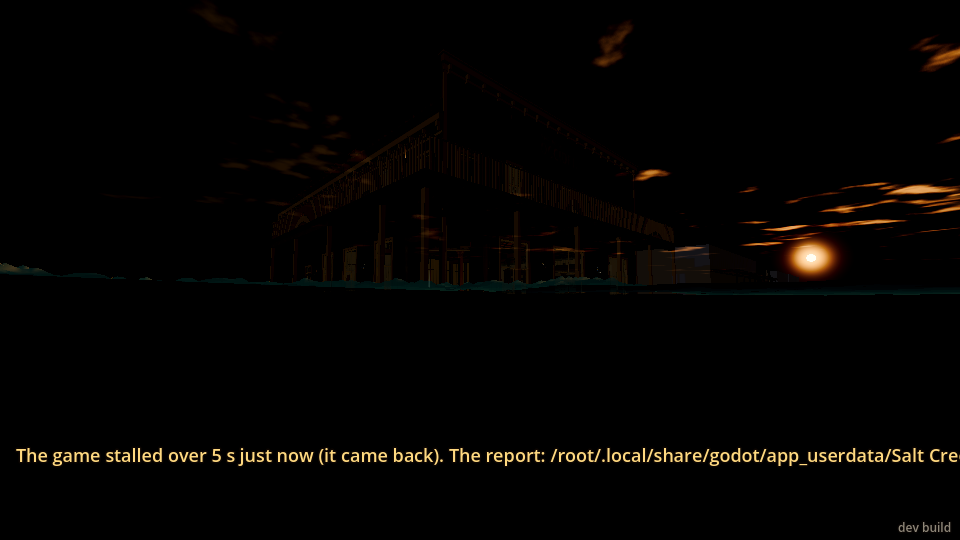 The game stalled over 5 s just now (it came back). The report: /root/.local/share/godot/app_userdata/Salt Cre
dev build